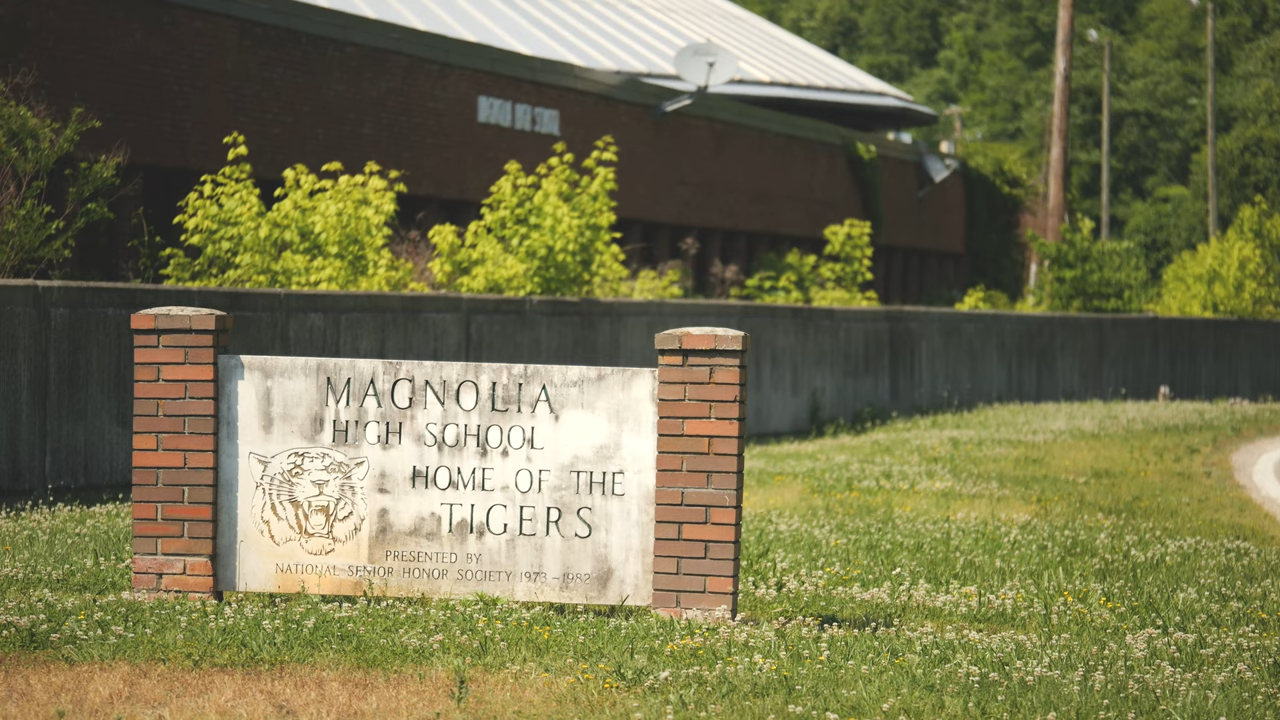 MAGNOLIA
HIGH SCHOOL
HOME OF THE
TIGERS
PRESENTED BY
NATIONAL SENIOR HONOR SOCIETY 1973-1982